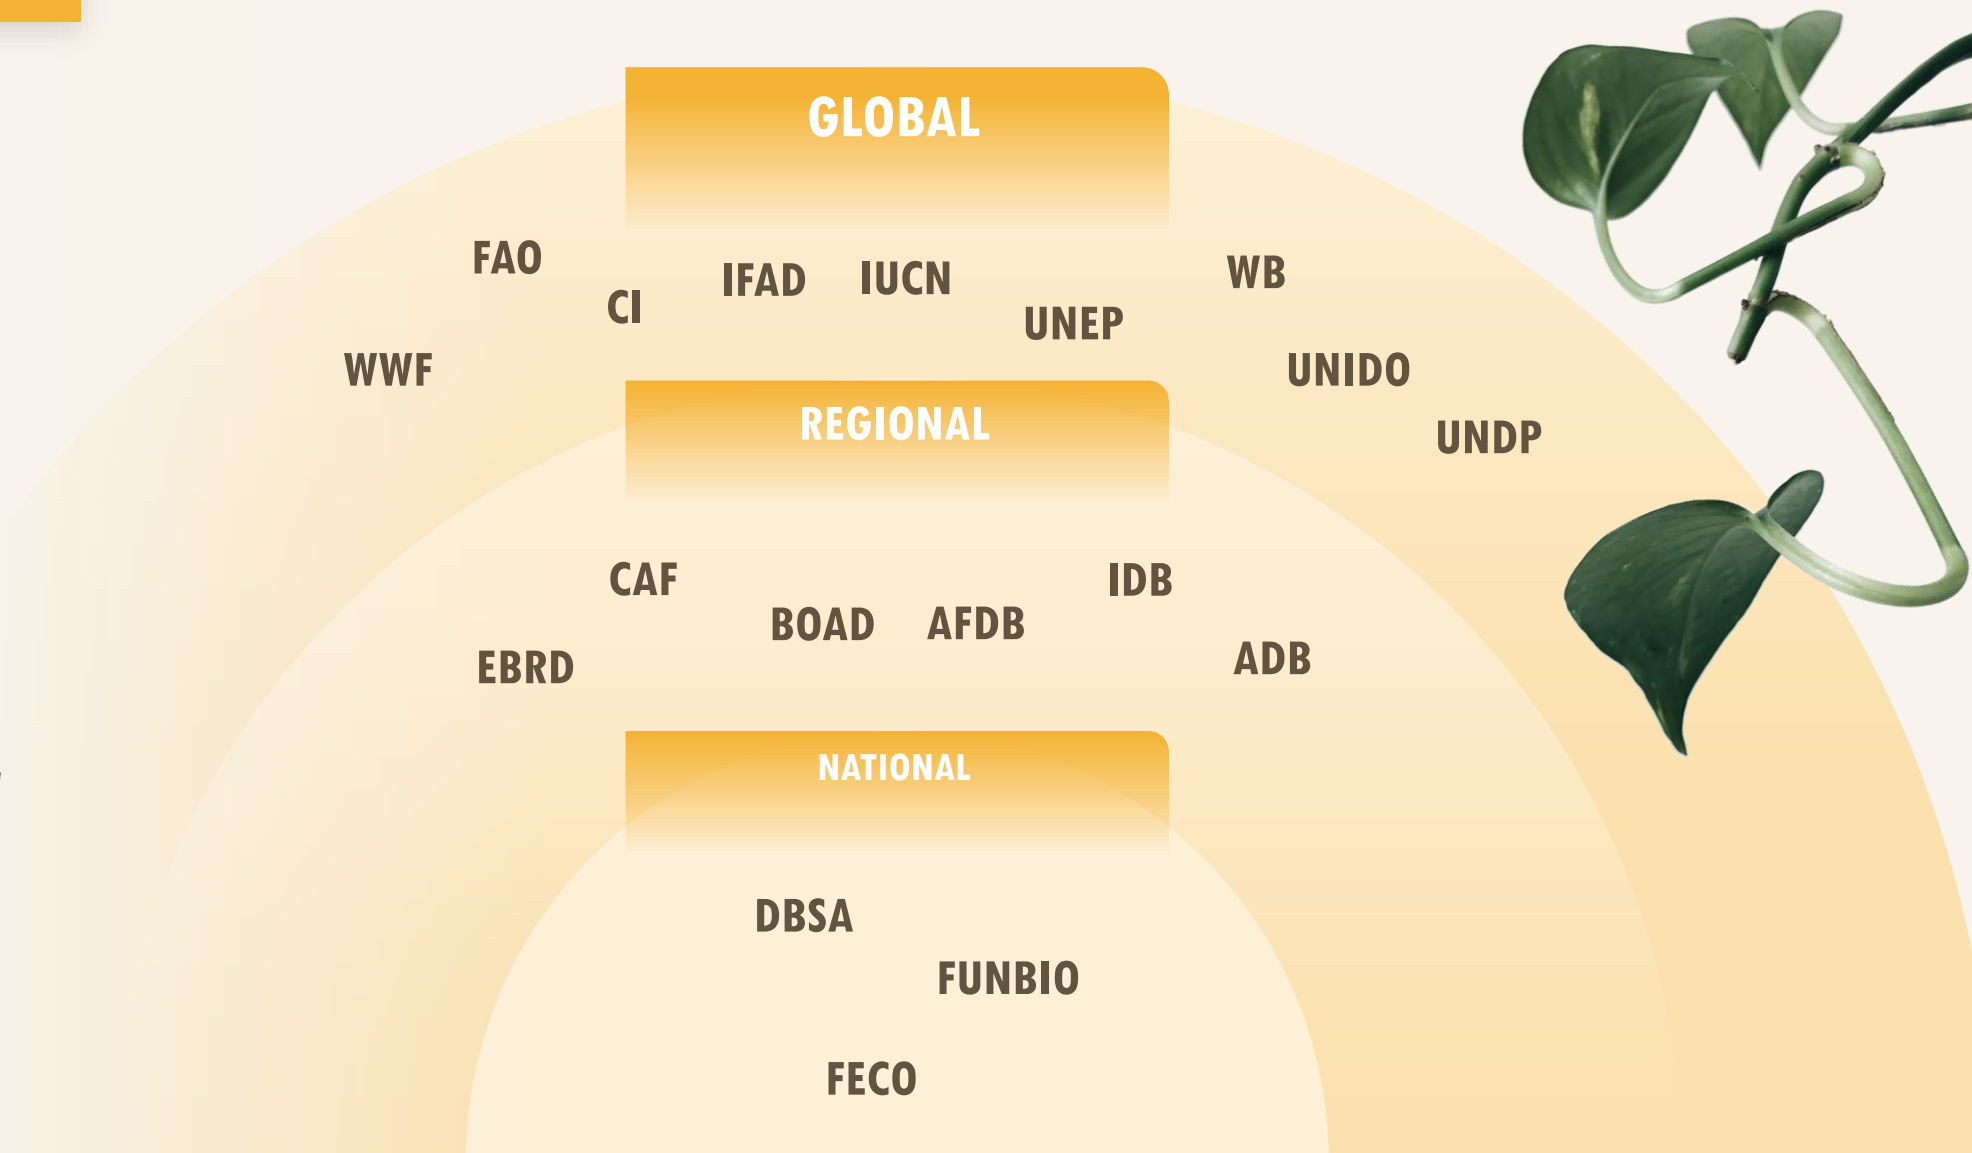 GLOBAL
FAO
CI
IFAD
IUCN
UNEP
WB
WWF
UNIDO
UNDP
REGIONAL
CAF
BOAD
AFDB
IDB
EBRD
ADB
NATIONAL
DBSA
FUNBIO
FECO